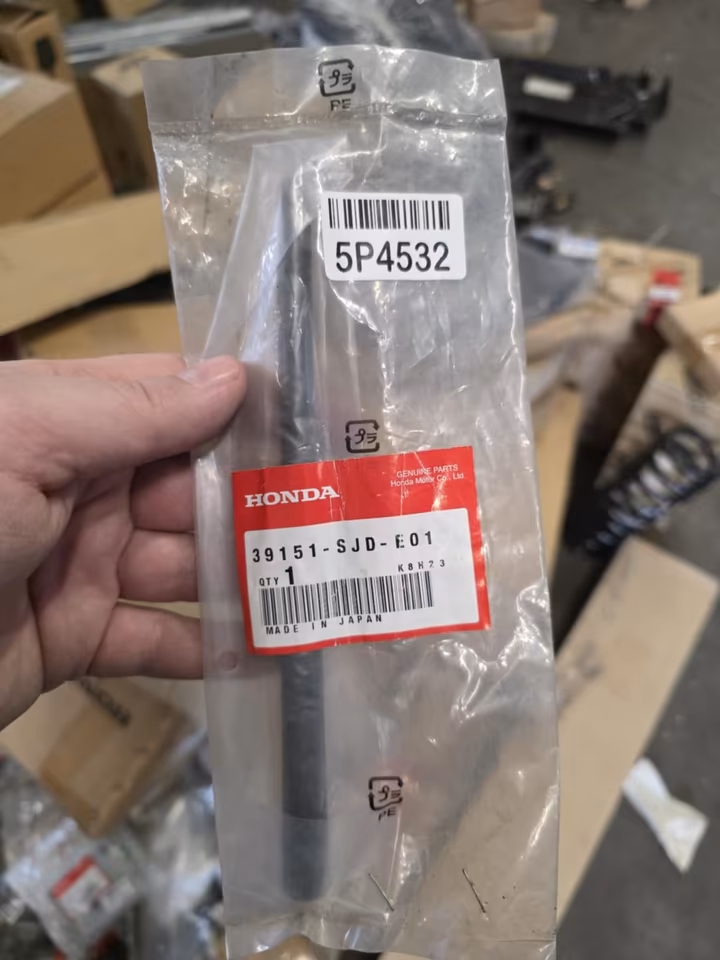 プラ
PE
5P4532
プラ
GENUINE PARTS
Honda Motor Co., Ltd
HONDA
39151-SJD-E01
QTY 1 K8H23
MADE IN JAPAN
プラ
PE